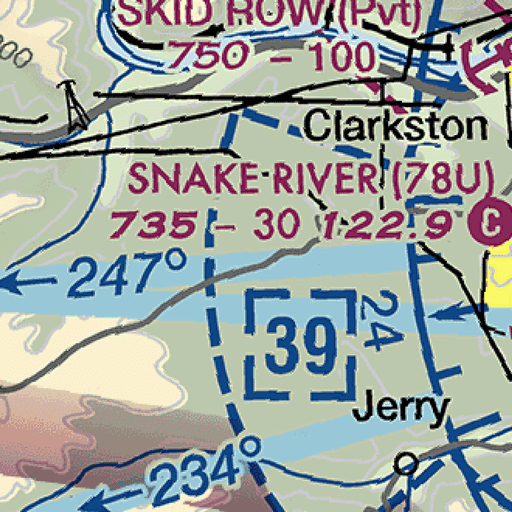 SKID ROW (Pvt)
750 - 100
Clarkston
SNAKE RIVER (78U)
735 - 30 122.9 C
247°
24
39
Jerry
234°